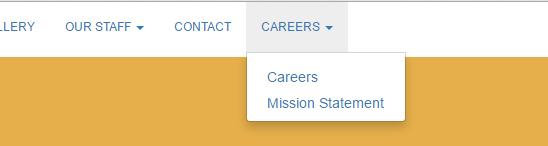 LLERY OUR STAFF CONTACT CAREERS
Careers
Mission Statement